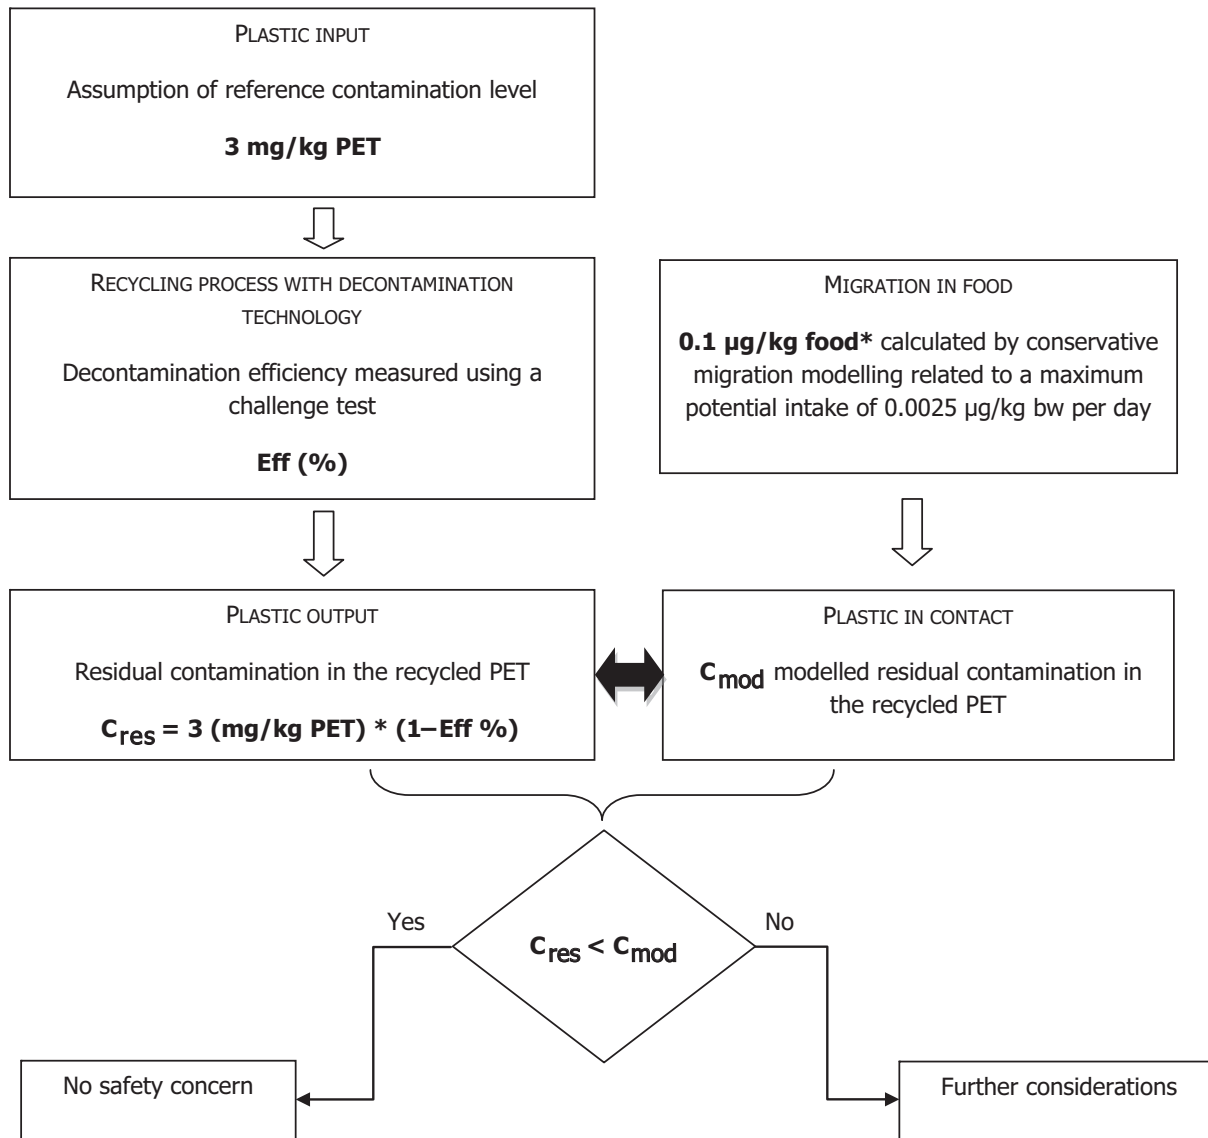 PLASTIC INPUT
Assumption of reference contamination level
3 mg/kg PET
RECYCLING PROCESS WITH DECONTAMINATION
TECHNOLOGY
Decontamination efficiency measured using a
challenge test
Eff (%)
MIGRATION IN FOOD
0.1 µg/kg food* calculated by conservative
migration modelling related to a maximum
potential intake of 0.0025 µg/kg bw per day
PLASTIC OUTPUT
Residual contamination in the recycled PET
Cres = 3 (mg/kg PET) * (1–Eff %)
PLASTIC IN CONTACT
Cmod modelled residual contamination in
the recycled PET
Yes
No
Cres < Cmod
No safety concern
Further considerations